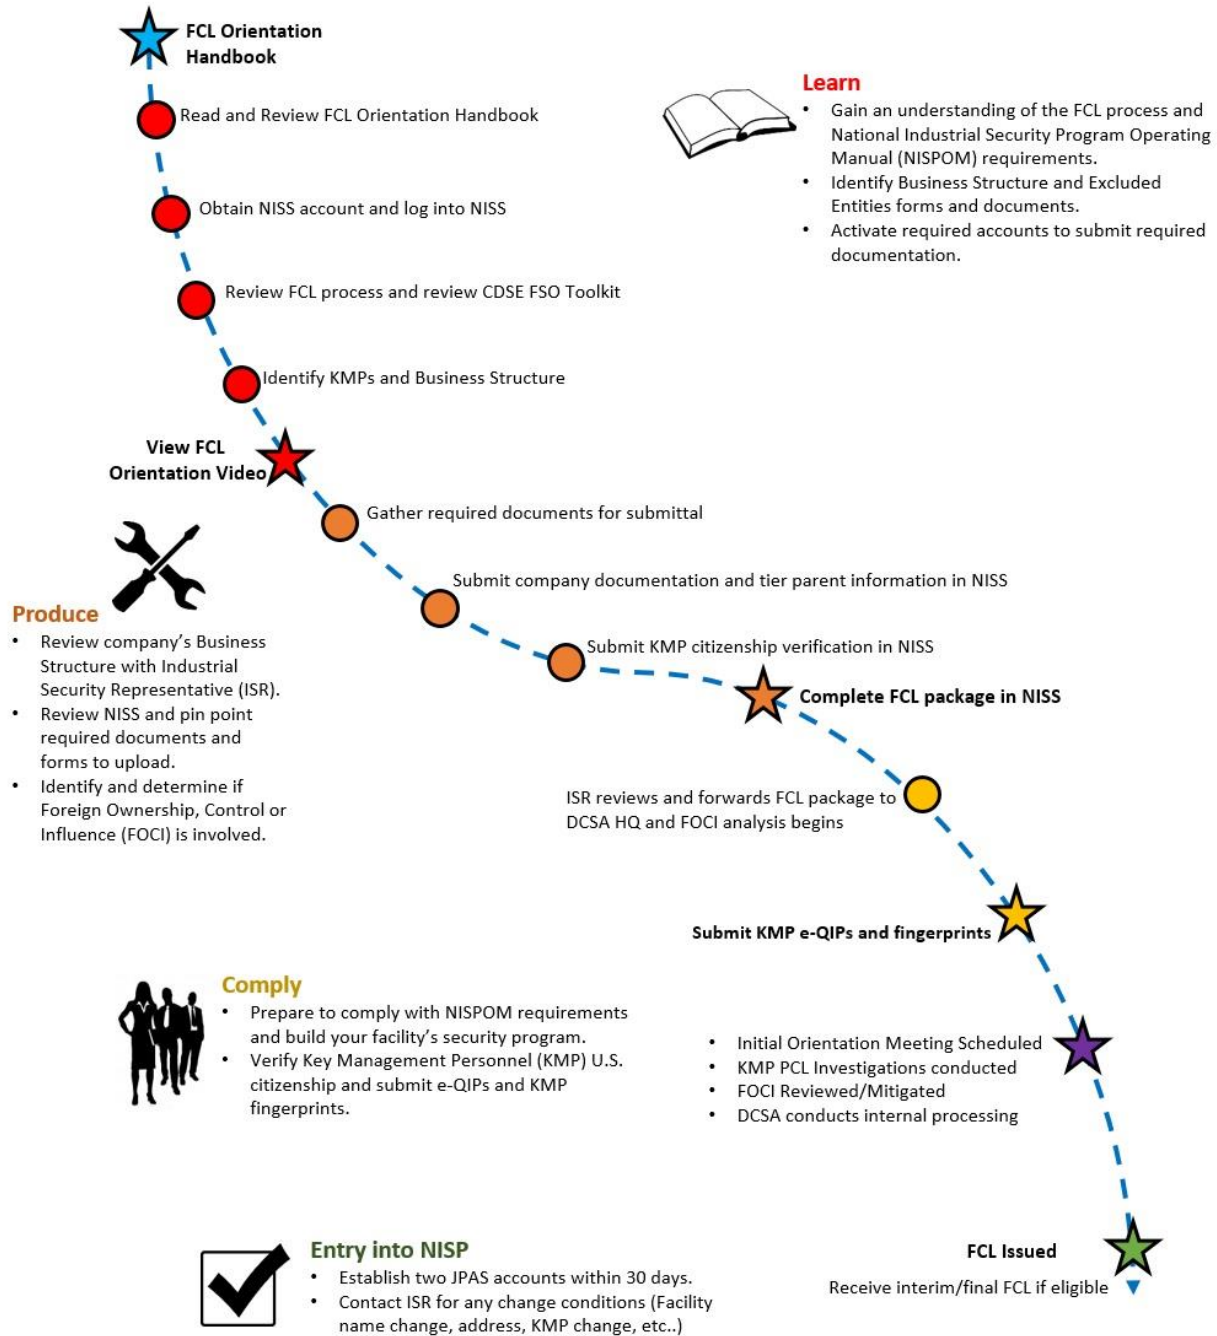 FCL Orientation
Handbook
Read and Review FCL Orientation Handbook
Obtain NISS account and log into NISS
Review FCL process and review CDSE FSO Toolkit
Identify KMPs and Business Structure
View FCL
Orientation Video
Learn
• Gain an understanding of the FCL process and
National Industrial Security Program Operating
Manual (NISPOM) requirements.
• Identify Business Structure and Excluded
Entities forms and documents.
• Activate required accounts to submit required
documentation.
Gather required documents for submittal
Submit company documentation and tier parent information in NISS
Submit KMP citizenship verification in NISS
Complete FCL package in NISS
Produce
• Review company's Business
Structure with Industrial
Security Representative (ISR).
• Review NISS and pin point
required documents and
forms to upload.
• Identify and determine if
Foreign Ownership, Control or
Influence (FOCI) is involved.
ISR reviews and forwards FCL package to
DCSA HQ and FOCI analysis begins
Submit KMP e-QIPs and fingerprints
Comply
• Prepare to comply with NISPOM requirements
and build your facility's security program.
• Verify Key Management Personnel (KMP) U.S.
citizenship and submit e-QIPs and KMP
fingerprints.
• Initial Orientation Meeting Scheduled
• KMP PCL Investigations conducted
• FOCI Reviewed/Mitigated
• DCSA conducts internal processing
Entry into NISP
• Establish two JPAS accounts within 30 days.
• Contact ISR for any change conditions (Facility
name change, address, KMP change, etc..)
FCL Issued
Receive interim/final FCL if eligible